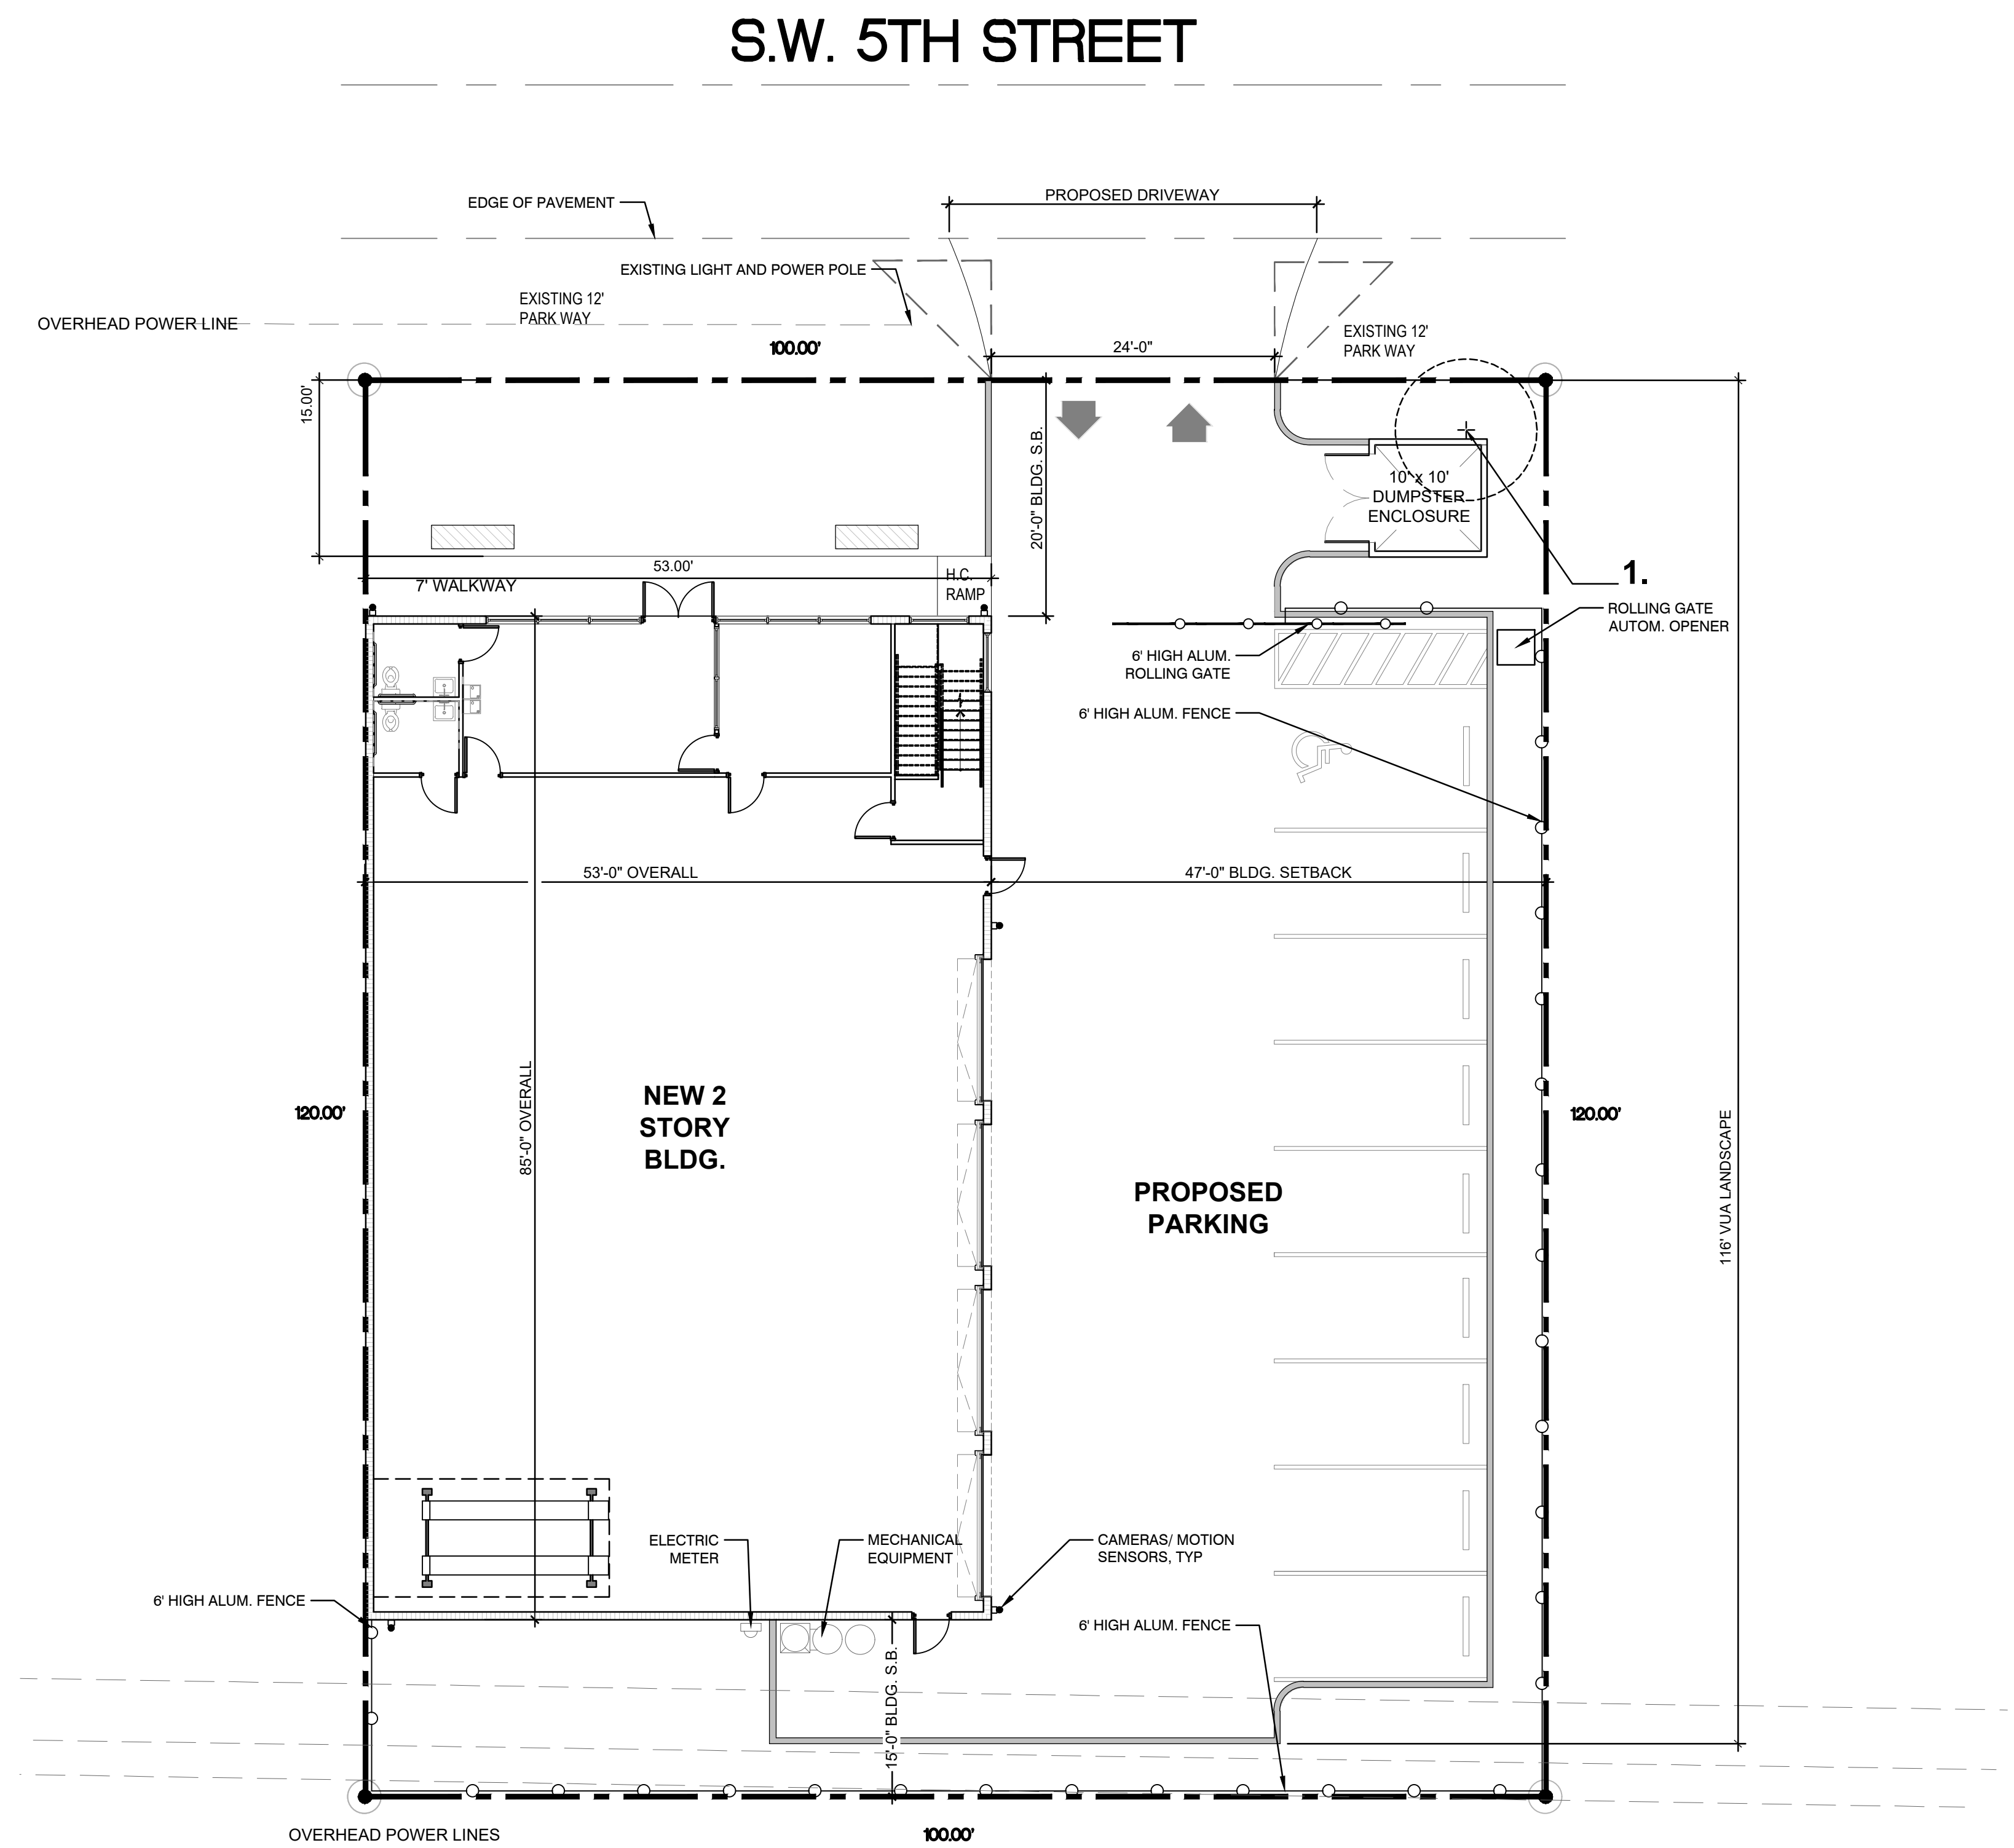 S.W. 5TH STREET
PROPOSED DRIVEWAY
EDGE OF PAVEMENT
EXISTING LIGHT AND POWER POLE
EXISTING 12'
PARK WAY
OVERHEAD POWER LINE
EXISTING 12'
PARK WAY
100.00'
24'-0"
15.00'
20'-0" BLDG. S.B.
10' x 10'
DUMPSTER
ENCLOSURE
53.00'
7' WALKWAY
H.C.
RAMP
1.
ROLLING GATE
AUTOM. OPENER
6' HIGH ALUM.
ROLLING GATE
6' HIGH ALUM. FENCE
53'-0" OVERALL
47'-0" BLDG. SETBACK
85'-0" OVERALL
NEW 2
STORY
BLDG.
120.00'
120.00'
116' VUA LANDSCAPE
PROPOSED
PARKING
ELECTRIC
METER
MECHANICAL
EQUIPMENT
CAMERAS/ MOTION
SENSORS, TYP
6' HIGH ALUM. FENCE
6' HIGH ALUM. FENCE
15'-0" BLDG. S.B.
OVERHEAD POWER LINES
100.00'